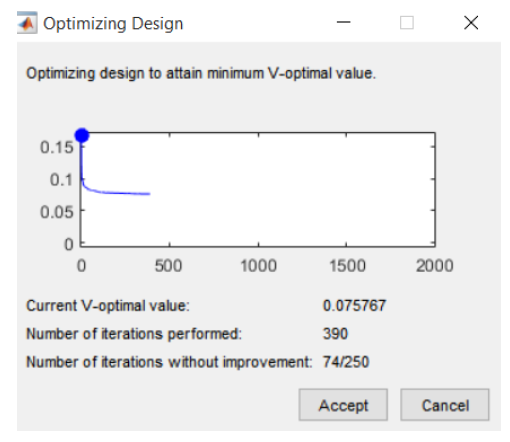 Optimizing Design
Optimizing design to attain minimum V-optimal value.
0.15
0.1
0.05
0
0 500 1000 1500 2000
Current V-optimal value: 0.075767
Number of iterations performed: 390
Number of iterations without improvement: 74/250
Accept Cancel